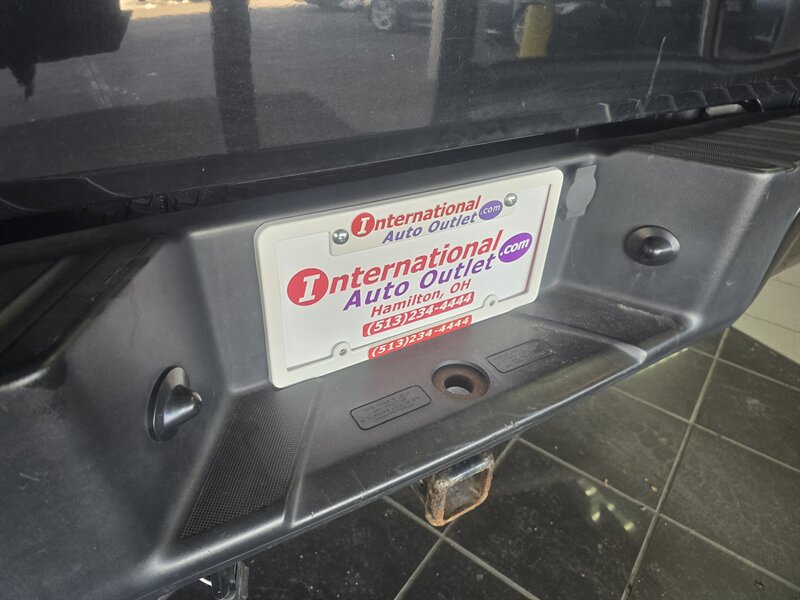 International
Auto Outlet .com
International
Auto Outlet .com
Hamilton, OH
(513)234-4444
(513)234-4444